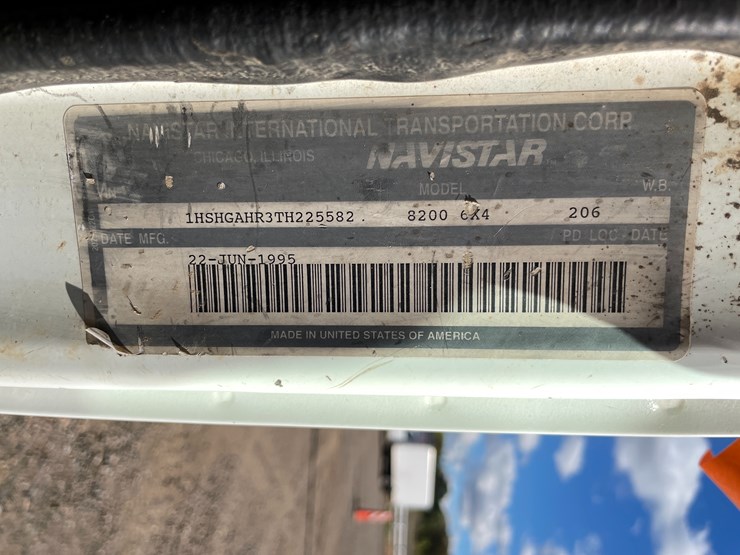 NAVISTAR INTERNATIONAL TRANSPORTATION CORP
CHICAGO, ILLINOIS NAVISTAR
MODEL W.B.
1HSHGAHR3TH225582. 8200 6X4 206
DATE MFG. PD LOC - DATE
22-JUN-1995
MADE IN UNITED STATES OF AMERICA